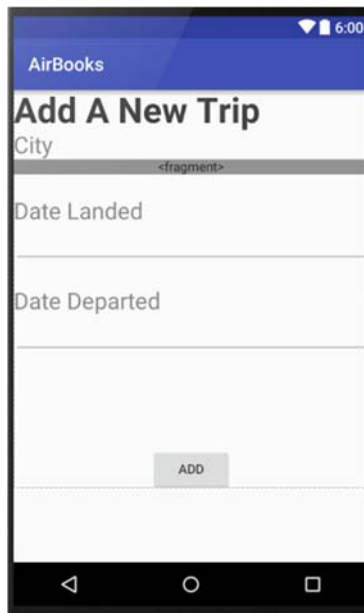 6:00
AirBooks
Add A New Trip
City
<fragment>
Date Landed
Date Departed
ADD